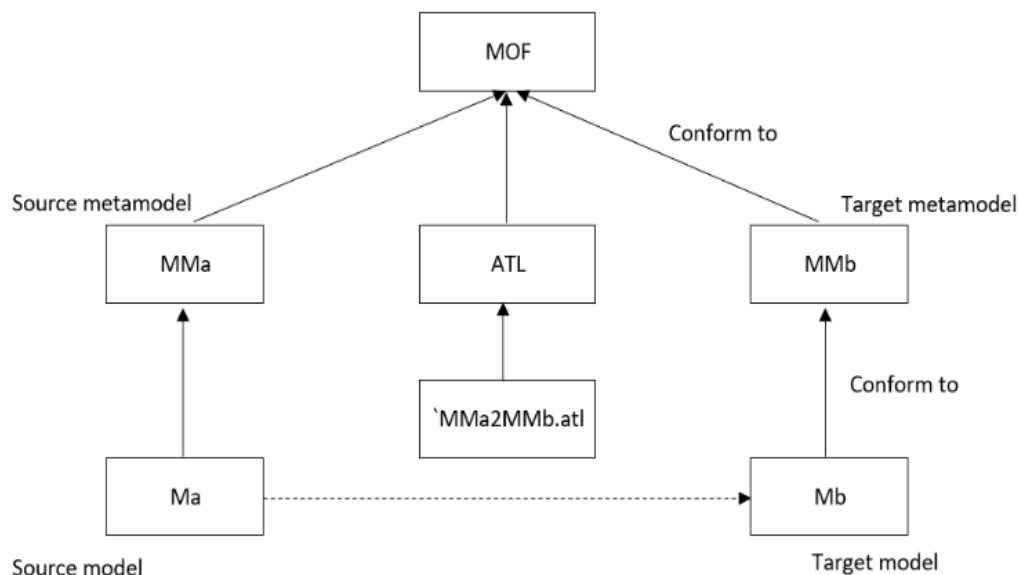 MOF
Conform to
Source metamodel
Target metamodel
MMa
ATL
MMb
Conform to
`MMa2MMb.atl
Ma
Mb
Source model
Target model